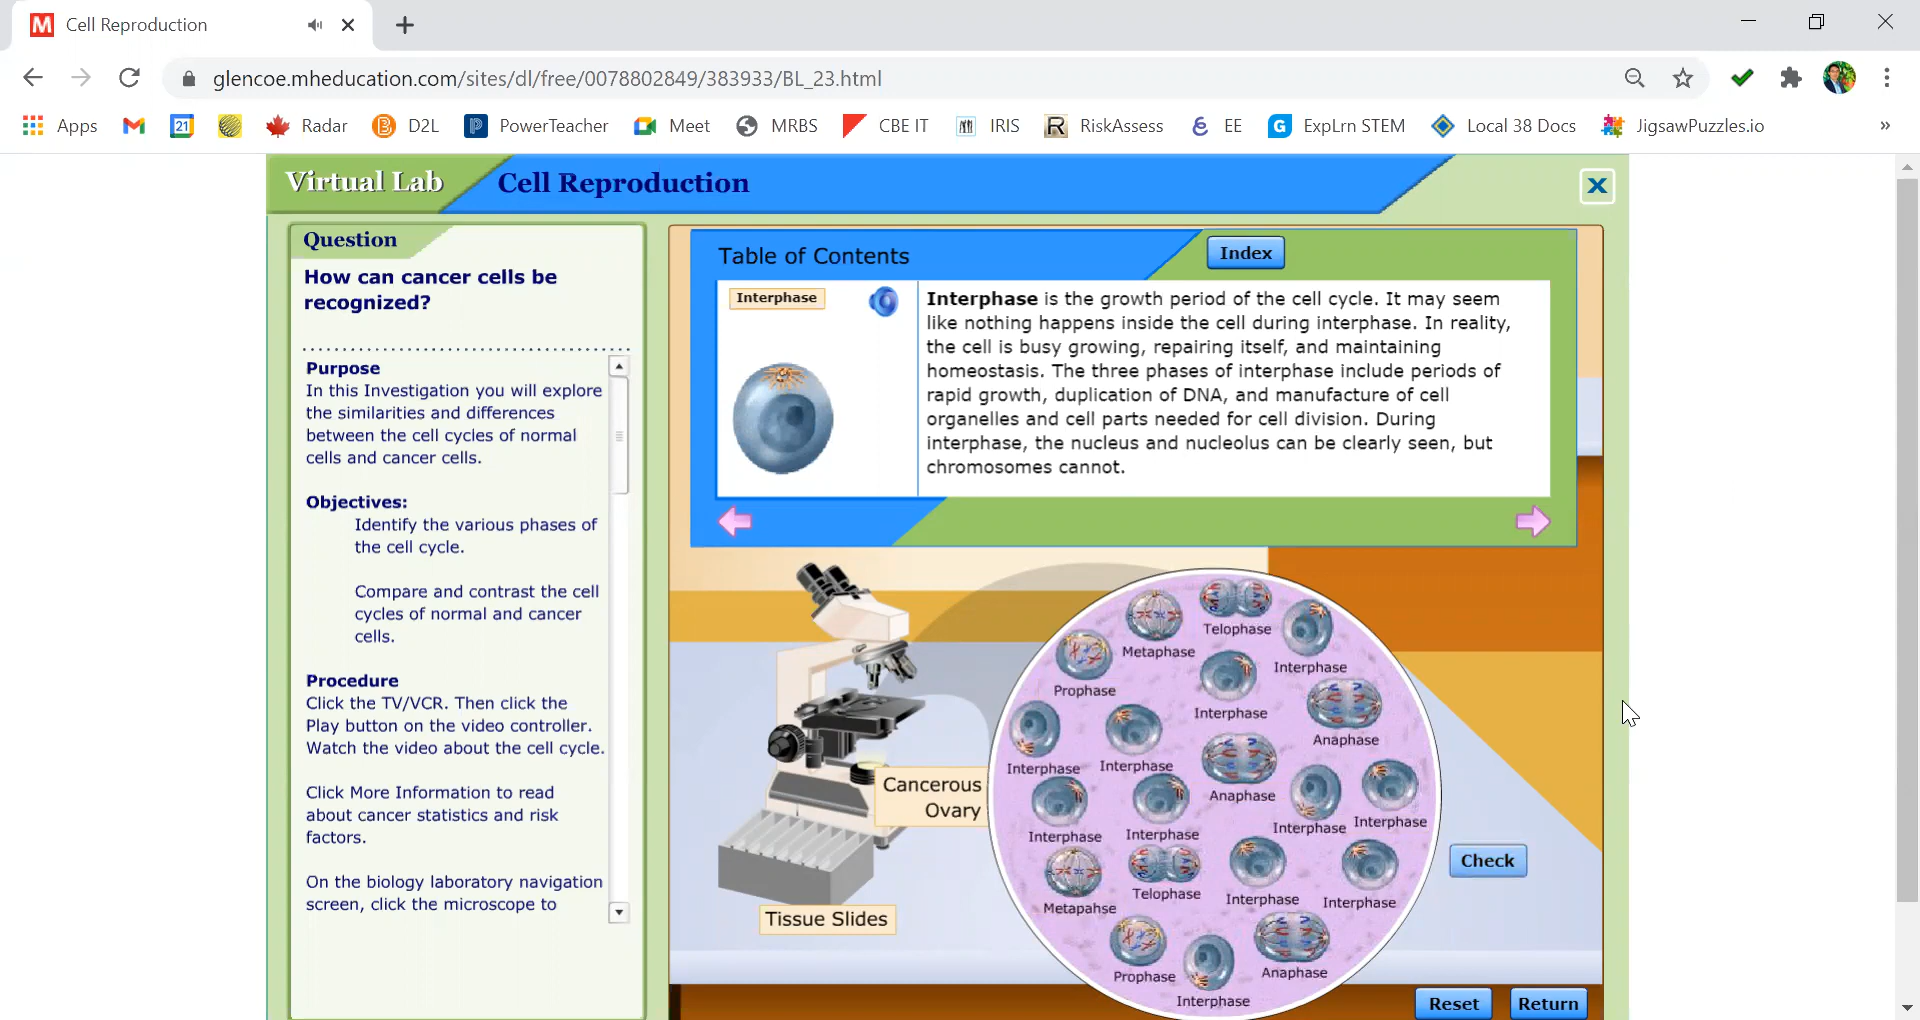 Cell Reproduction
glencoe.mheducation.com/sites/dl/free/0078802849/383933/BL_23.html
Apps
21
Radar
D2L
PowerTeacher
Meet
MRBS
CBE IT
IRIS
RiskAssess
EE
ExpLrn STEM
Local 38 Docs
JigsawPuzzles.io
»
Virtual Lab
Cell Reproduction
X
Question
How can cancer cells be
recognized?
Purpose
In this Investigation you will explore
the similarities and differences
between the cell cycles of normal
cells and cancer cells.
Objectives:
Identify the various phases of
the cell cycle.
Compare and contrast the cell
cycles of normal and cancer
cells.
Procedure
Click the TV/VCR. Then click the
Play button on the video controller.
Watch the video about the cell cycle.
Click More Information to read
about cancer statistics and risk
factors.
On the biology laboratory navigation
screen, click the microscope to
Table of Contents
Index
Interphase
Interphase is the growth period of the cell cycle. It may seem
like nothing happens inside the cell during interphase. In reality,
the cell is busy growing, repairing itself, and maintaining
homeostasis. The three phases of interphase include periods of
rapid growth, duplication of DNA, and manufacture of cell
organelles and cell parts needed for cell division. During
interphase, the nucleus and nucleolus can be clearly seen, but
chromosomes cannot.
Cancerous
Ovary
Tissue Slides
Telophase
Metaphase
Interphase
Prophase
Interphase
Anaphase
Interphase
Interphase
Anaphase
Interphase
Interphase
Interphase
Interphase
Telophase
Metapahse
Interphase
Interphase
Prophase
Anaphase
Interphase
Check
Reset
Return